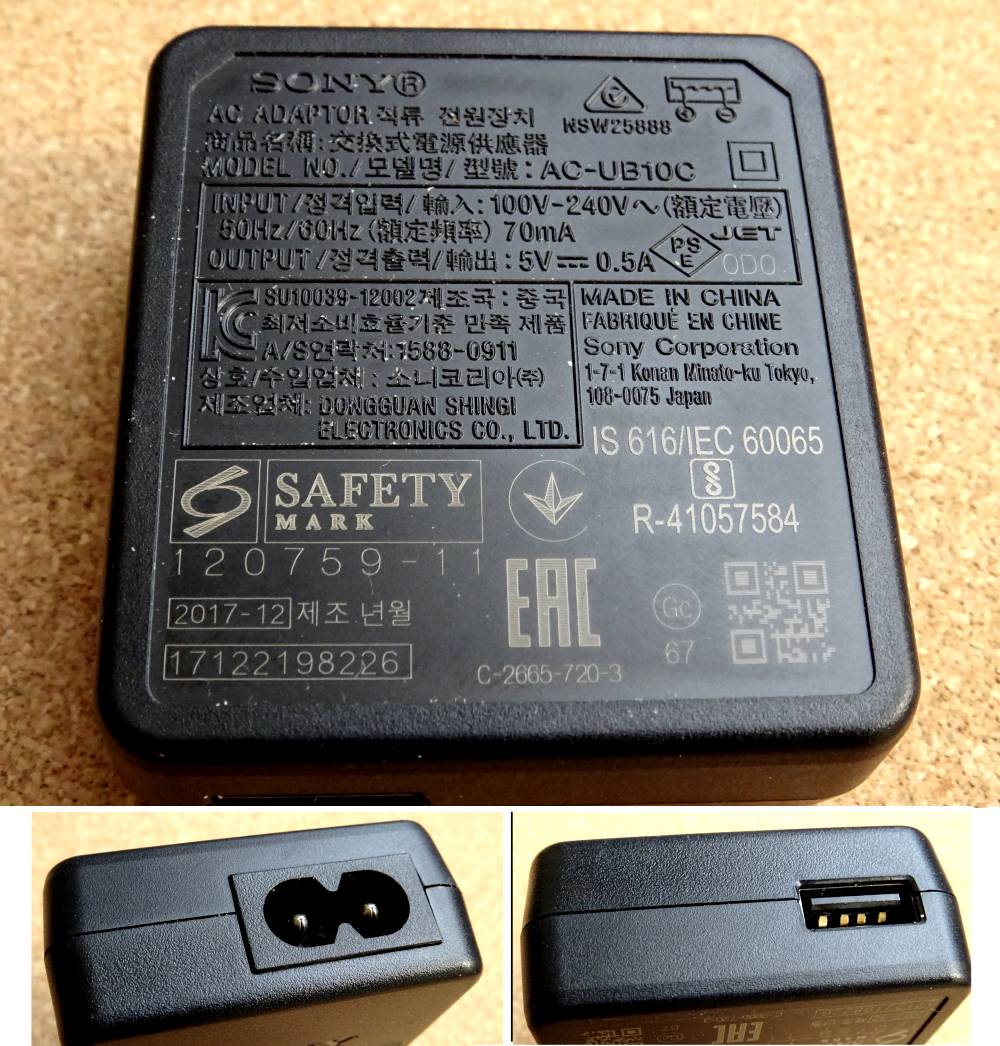 SONY®
AC ADAPTOR 직류 전원장치
NSW25888
商品名稱:交換式電源供應器
MODEL NO./모델명/型號:AC-UB10C
INPUT/정격입력/輸入:100V-240V~(額定電壓)
50Hz/60Hz(額定頻率) 70mA
PS
E
JET
OUTPUT/정격출력/輸出:5V⎓0.5A
ODO
KC
SU10039-12002 제조국:중국
최저소비효율기준 만족 제품
A/S연락처:1588-0911
상호/수입업체:소니코리아(주)
제조업체:DONGGUAN SHINGI
ELECTRONICS CO., LTD.
MADE IN CHINA
FABRIQUÉ EN CHINE
Sony Corporation
1-7-1 Konan Minato-ku Tokyo,
108-0075 Japan
IS 616/IEC 60065
R-41057584
SAFETY
MARK
120759-11
2017-12 제조 년월
17122198226
EAC
C-2665-720-3
Gc
67
EAC